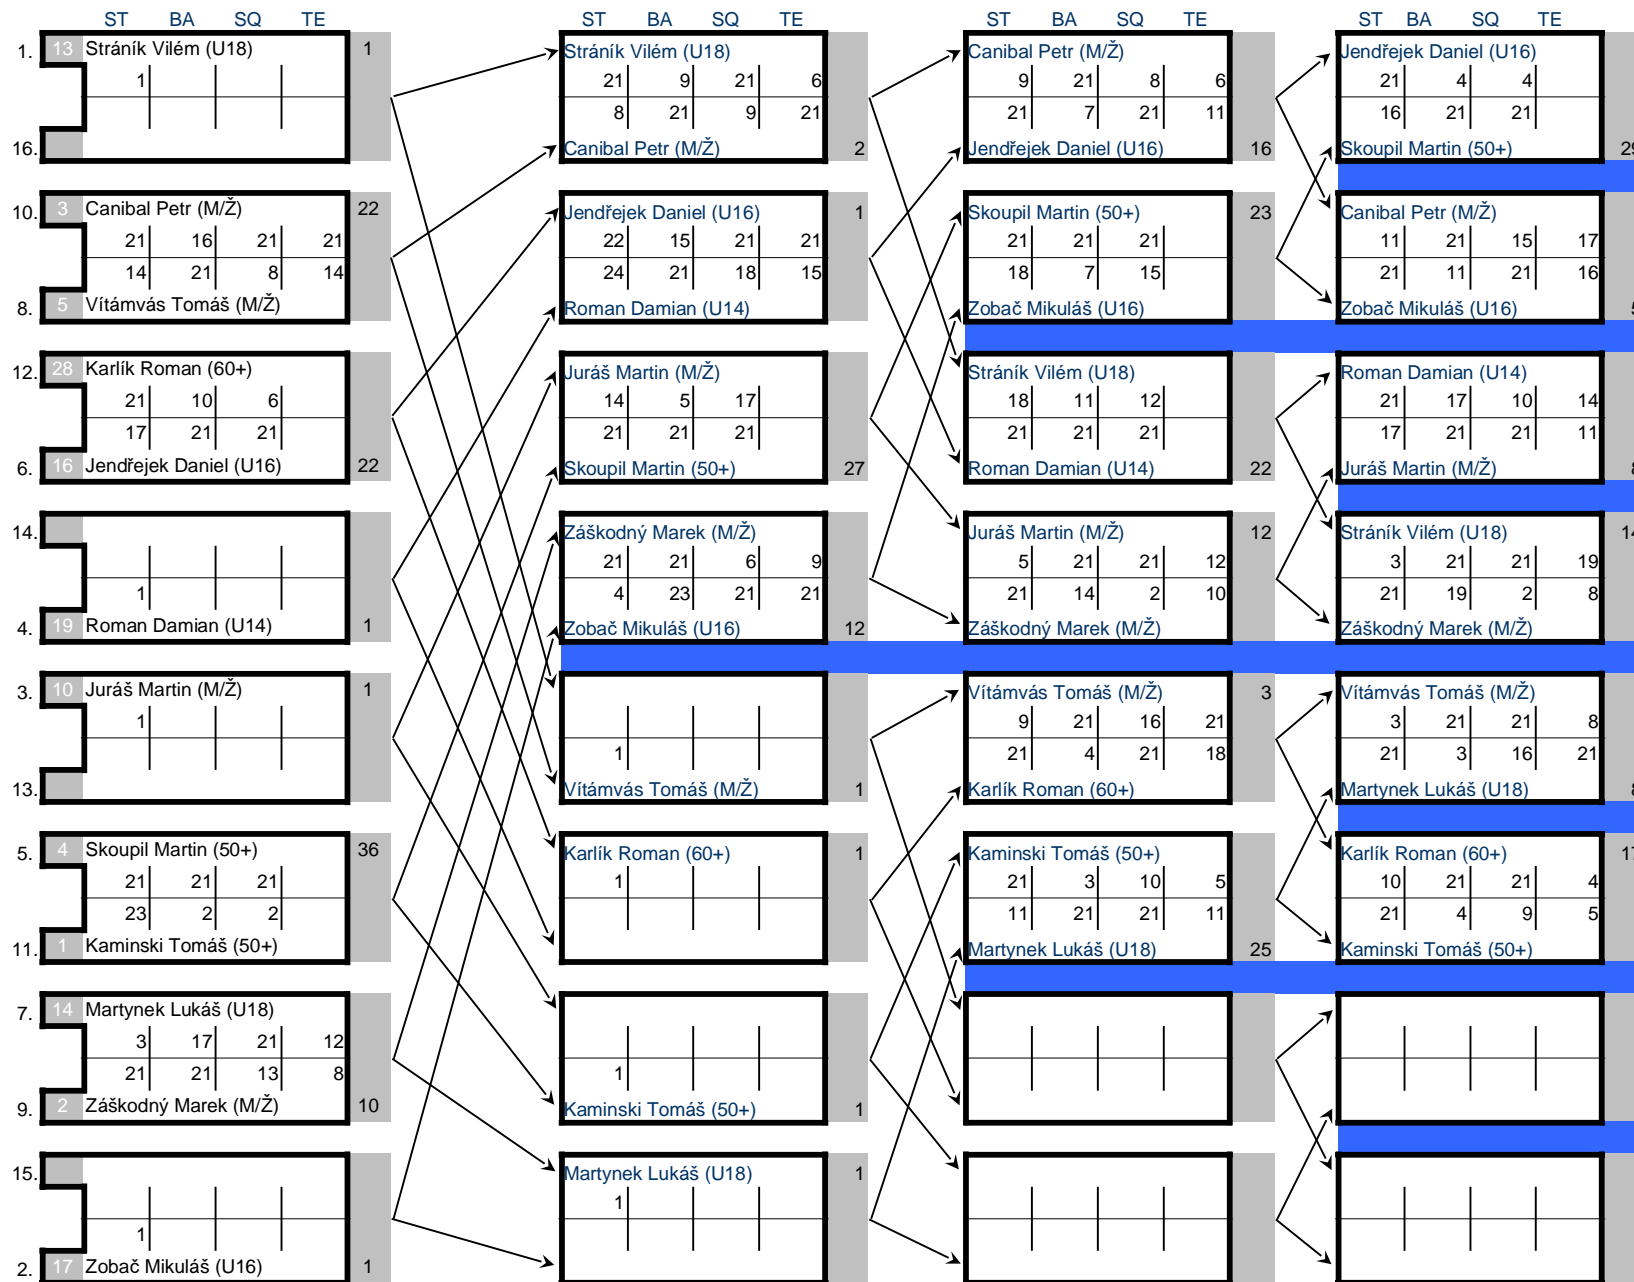 ST BA SQ TE ST BA SQ TE ST BA SQ TE ST BA SQ TE
1. 13 Stráník Vilém (U18) 1
1
16.
10. 3 Canibal Petr (M/Ž) 22
21 16 21 21
14 21 8 14
8. 5 Vítámvás Tomáš (M/Ž)
12. 28 Karlík Roman (60+)
21 10 6
17 21 21
6. 16 Jendřejek Daniel (U16) 22
14.
1
4. 19 Roman Damian (U14) 1
3. 10 Juráš Martin (M/Ž) 1
1
13.
5. 4 Skoupil Martin (50+) 36
21 21 21
23 2 2
11. 1 Kaminski Tomáš (50+)
7. 14 Martynek Lukáš (U18)
3 17 21 12
21 21 13 8
9. 2 Záškodný Marek (M/Ž) 10
15.
1
2. 17 Zobač Mikuláš (U16) 1
Stráník Vilém (U18)
21 9 21 6
8 21 9 21
Canibal Petr (M/Ž) 2
Jendřejek Daniel (U16) 1
22 15 21 21
24 21 18 15
Roman Damian (U14)
Juráš Martin (M/Ž)
14 5 17
21 21 21
Skoupil Martin (50+) 27
Záškodný Marek (M/Ž)
21 21 6 9
4 23 21 21
Zobač Mikuláš (U16) 12
1
Vítámvás Tomáš (M/Ž) 1
Karlík Roman (60+) 1
1
1
Kaminski Tomáš (50+) 1
Martynek Lukáš (U18) 1
1
Canibal Petr (M/Ž)
9 21 8 6
21 7 21 11
Jendřejek Daniel (U16) 16
Skoupil Martin (50+) 23
21 21 21
18 7 15
Zobač Mikuláš (U16)
Stráník Vilém (U18)
18 11 12
21 21 21
Roman Damian (U14) 22
Juráš Martin (M/Ž) 12
5 21 21 12
21 14 2 10
Záškodný Marek (M/Ž)
Vítámvás Tomáš (M/Ž) 3
9 21 16 21
21 4 21 18
Karlík Roman (60+)
Kaminski Tomáš (50+)
21 3 10 5
11 21 21 11
Martynek Lukáš (U18) 25
Jendřejek Daniel (U16)
21 4 4
16 21 21
Skoupil Martin (50+) 29
Canibal Petr (M/Ž)
11 21 15 17
21 11 21 16
Zobač Mikuláš (U16)
Roman Damian (U14)
21 17 10 14
17 21 21 11
Juráš Martin (M/Ž)
Stráník Vilém (U18) 14
3 21 21 19
21 19 2 8
Záškodný Marek (M/Ž)
Vítámvás Tomáš (M/Ž)
3 21 21 8
21 3 16 21
Martynek Lukáš (U18)
Karlík Roman (60+) 17
10 21 21 4
21 4 9 5
Kaminski Tomáš (50+)